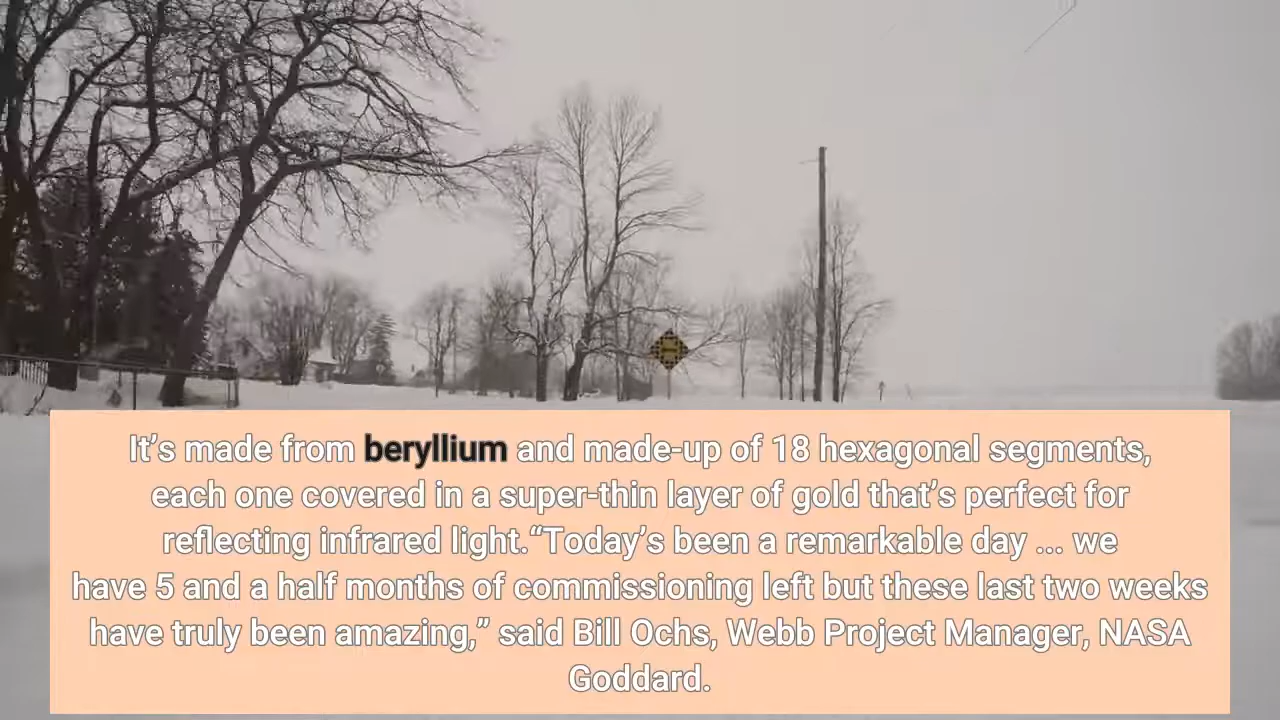 It’s made from beryllium and made-up of 18 hexagonal segments,
each one covered in a super-thin layer of gold that’s perfect for
reflecting infrared light.“Today’s been a remarkable day ... we
have 5 and a half months of commissioning left but these last two weeks
have truly been amazing,” said Bill Ochs, Webb Project Manager, NASA
Goddard.